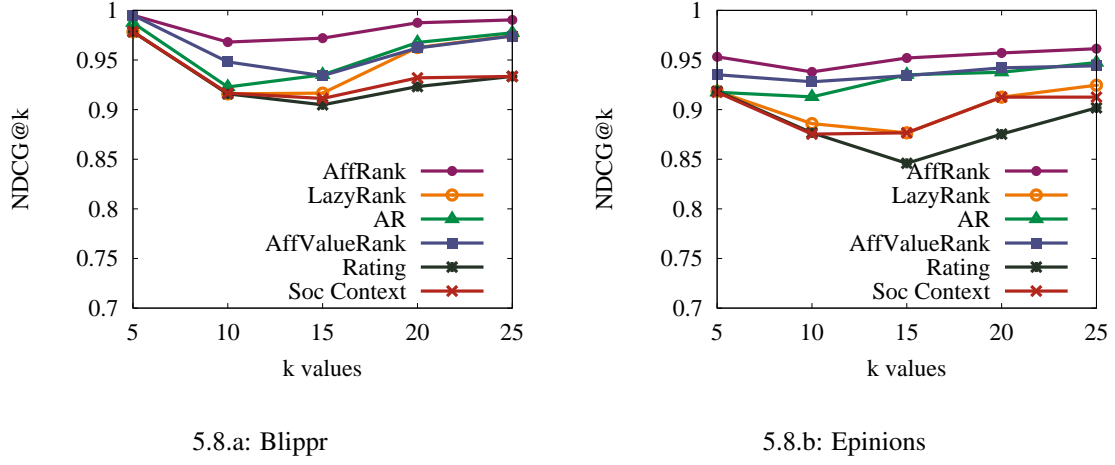 1
0.95
0.9
0.85
0.8
0.75
0.7
5 10 15 20 25
NDCG@k
k values
AffRank
LazyRank
AR
AffValueRank
Rating
Soc Context
5.8.a: Blippr
1
0.95
0.9
0.85
0.8
0.75
0.7
5 10 15 20 25
NDCG@k
k values
AffRank
LazyRank
AR
AffValueRank
Rating
Soc Context
5.8.b: Epinions